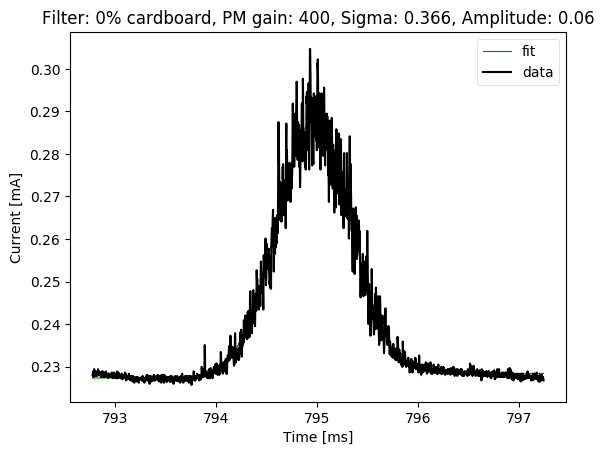 Filter: 0% cardboard, PM gain: 400, Sigma: 0.366, Amplitude: 0.06
fit
data
0.30
0.29
0.28
0.27
0.26
0.25
0.24
0.23
Current [mA]
793
794
795
796
797
Time [ms]